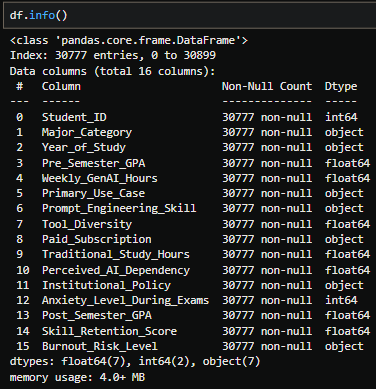 df.info()
<class 'pandas.core.frame.DataFrame'>
Index: 30777 entries, 0 to 30899
Data columns (total 16 columns):
 #   Column                     Non-Null Count  Dtype
---  ------                     --------------  -----
 0   Student_ID                 30777 non-null  int64
 1   Major_Category             30777 non-null  object
 2   Year_of_Study              30777 non-null  object
 3   Pre_Semester_GPA           30777 non-null  float64
 4   Weekly_GenAI_Hours         30777 non-null  float64
 5   Primary_Use_Case           30777 non-null  object
 6   Prompt_Engineering_Skill   30777 non-null  object
 7   Tool_Diversity             30777 non-null  float64
 8   Paid_Subscription          30777 non-null  object
 9   Traditional_Study_Hours    30777 non-null  float64
 10  Perceived_AI_Dependency    30777 non-null  float64
 11  Institutional_Policy       30777 non-null  object
 12  Anxiety_Level_During_Exams 30777 non-null  int64
 13  Post_Semester_GPA          30777 non-null  float64
 14  Skill_Retention_Score      30777 non-null  float64
 15  Burnout_Risk_Level         30777 non-null  object
dtypes: float64(7), int64(2), object(7)
memory usage: 4.0+ MB